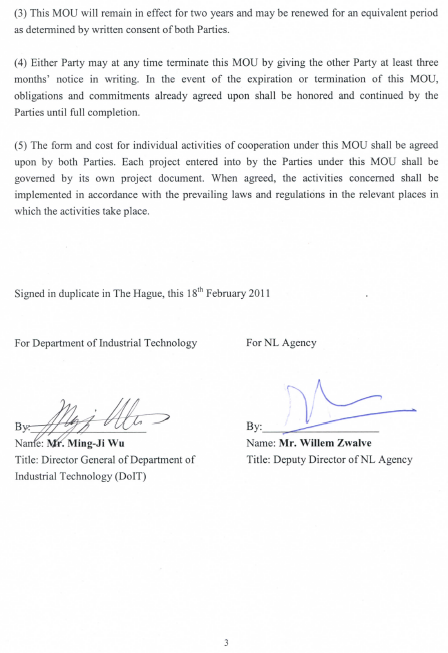 (3) This MOU will remain in effect for two years and may be renewed for an equivalent period
as determined by written consent of both Parties.
(4) Either Party may at any time terminate this MOU by giving the other Party at least three
months' notice in writing. In the event of the expiration or termination of this MOU,
obligations and commitments already agreed upon shall be honored and continued by the
Parties until full completion.
(5) The form and cost for individual activities of cooperation under this MOU shall be agreed
upon by both Parties. Each project entered into by the Parties under this MOU shall be
governed by its own project document. When agreed, the activities concerned shall be
implemented in accordance with the prevailing laws and regulations in the relevant places in
which the activities take place.
Signed in duplicate in The Hague, this 18th February 2011
For Department of Industrial Technology
For NL Agency
By:
Name: Mr. Ming-Ji Wu
Title: Director General of Department of
Industrial Technology (DoIT)
By:
Name: Mr. Willem Zwalve
Title: Deputy Director of NL Agency
3